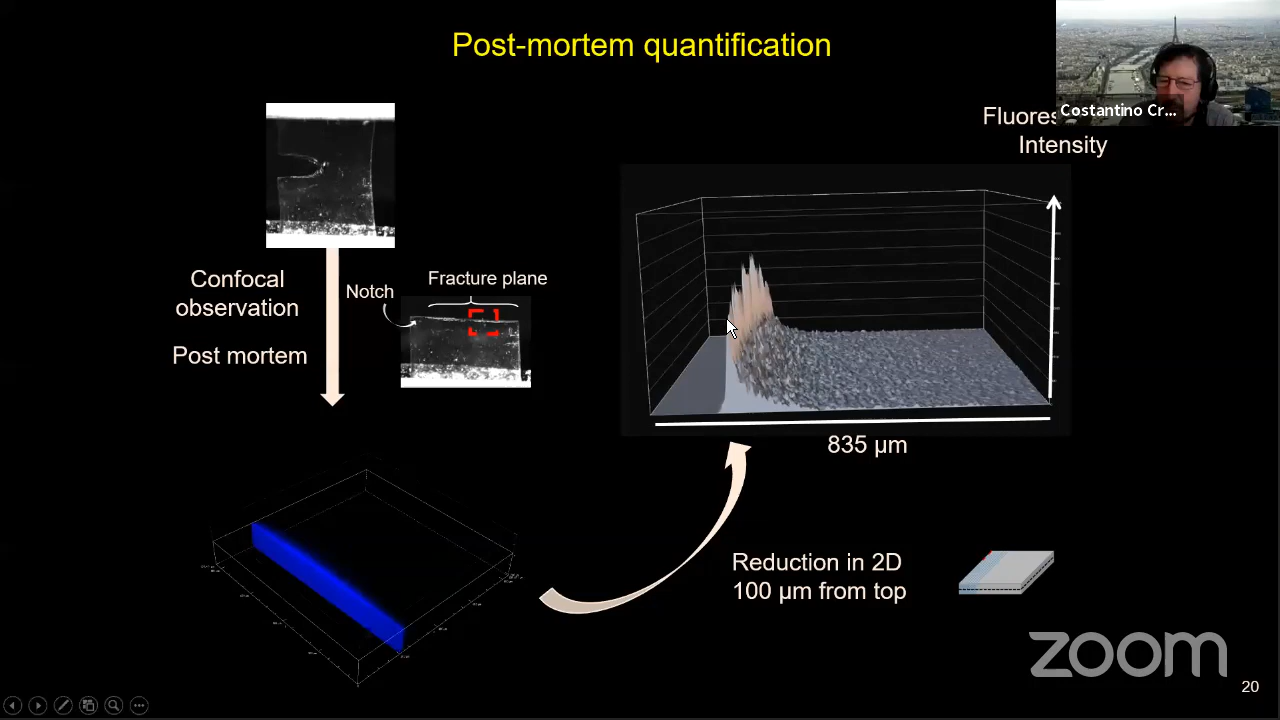 Post-mortem quantification
Costantino Cr...
Fluores
Intensity
Confocal
observation
Post mortem
Notch
Fracture plane
835 µm
Reduction in 2D
100 µm from top
zoom
20